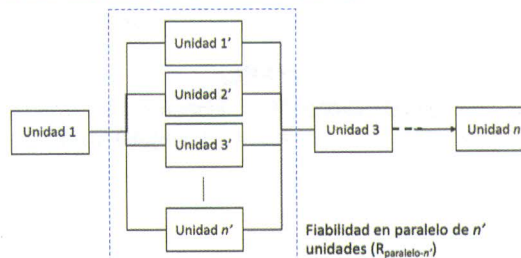 Unidad 1′
Unidad 2′
Unidad 1
Unidad 3′
Unidad 3
Unidad n
Unidad n′
Fiabilidad en paralelo de n′
unidades (Rparalelo-n′)